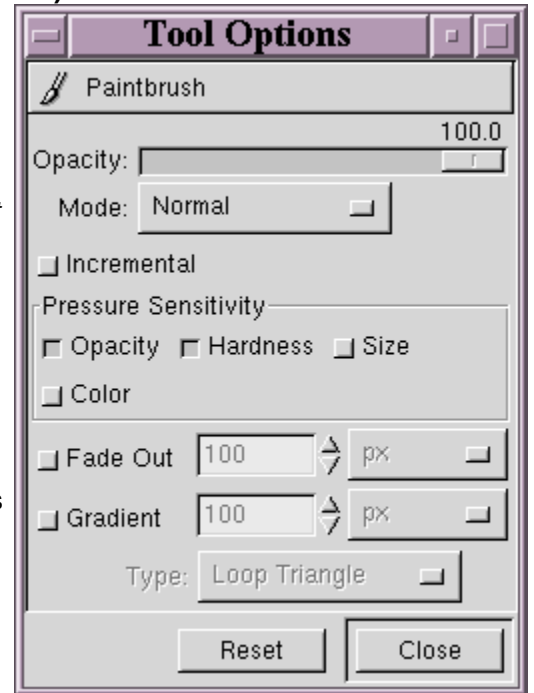 Tool Options
Paintbrush
100.0
Opacity:
Mode: Normal
Incremental
Pressure Sensitivity
Opacity Hardness Size
Color
Fade Out 100 px
Gradient 100 px
Type: Loop Triangle
Reset Close